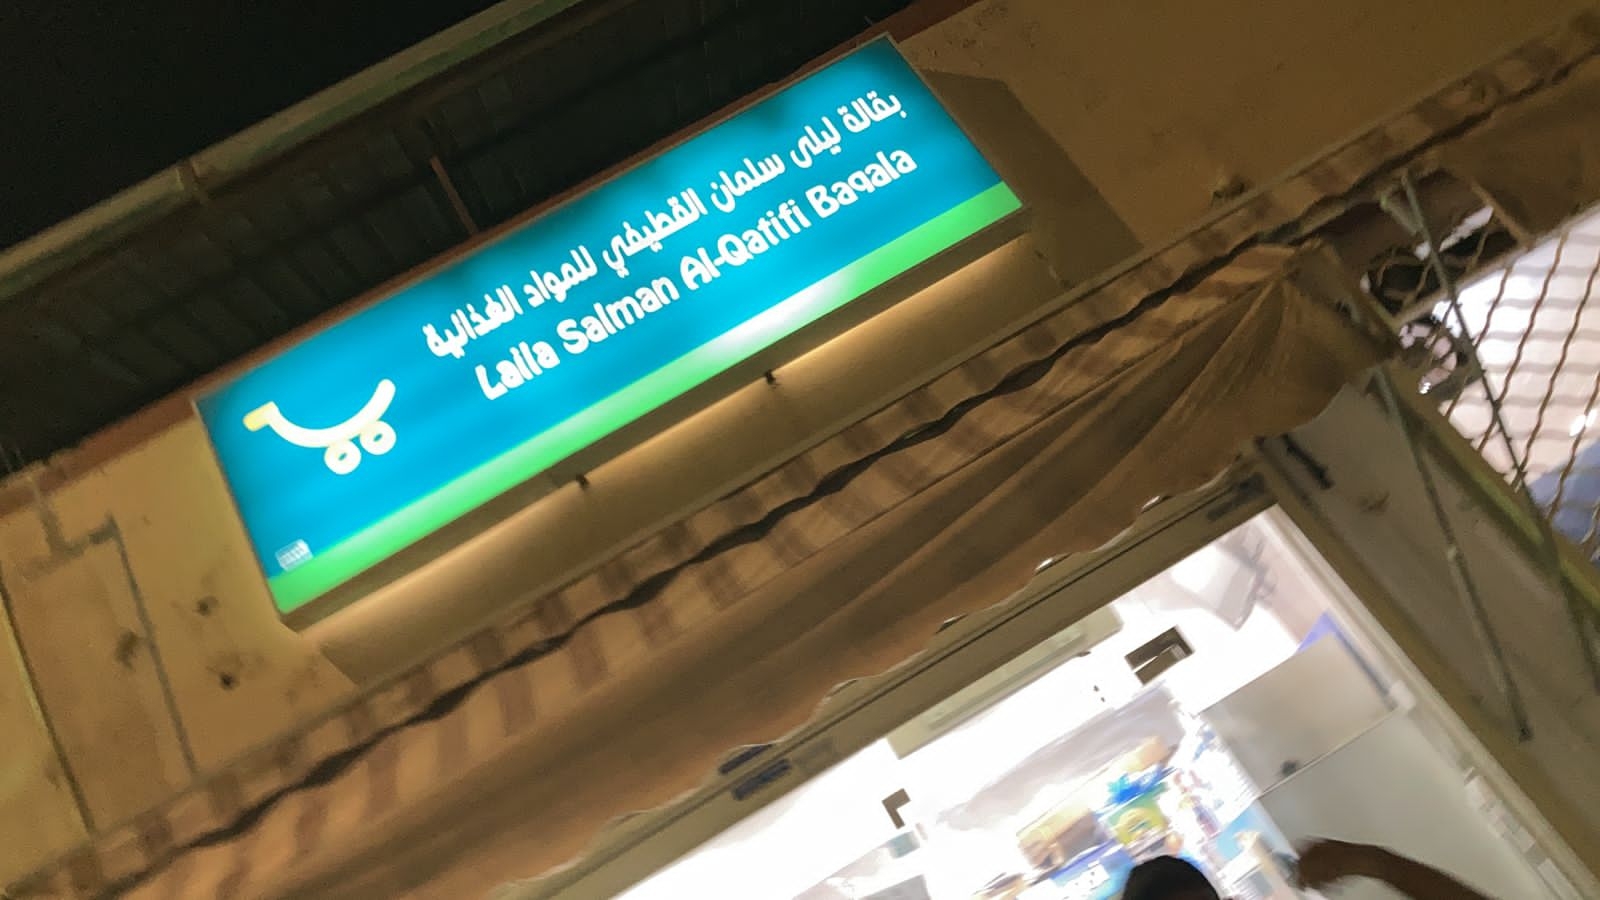 بقالة ليلى سلمان القطيفي للمواد الغذائية
Laila Salman Al-Qatifi Baqala